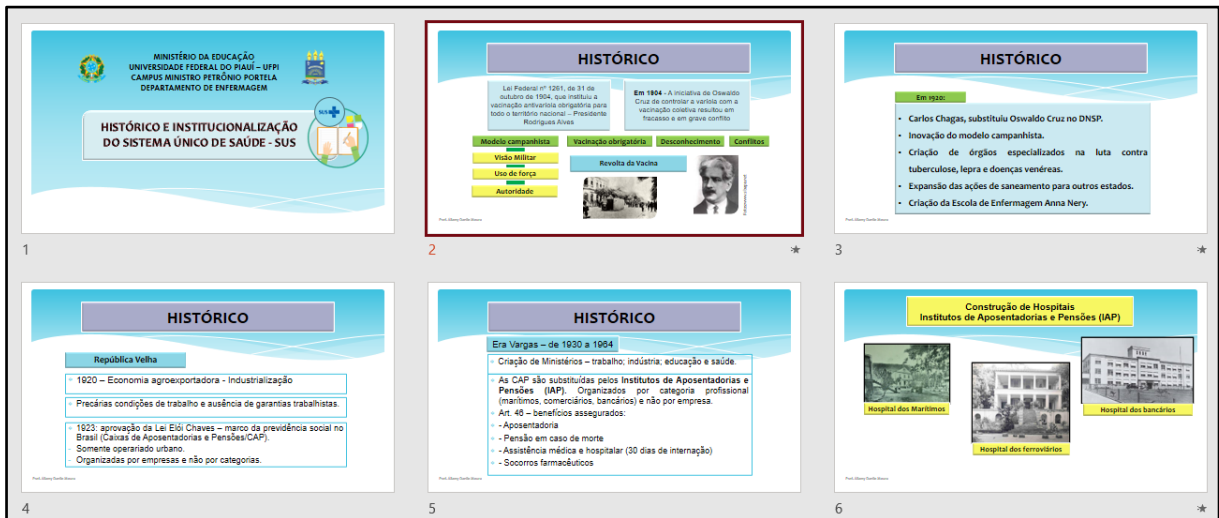 MINISTÉRIO DA EDUCAÇÃO
UNIVERSIDADE FEDERAL DO PIAUÍ – UFPI
CAMPUS MINISTRO PETRÔNIO PORTELA
DEPARTAMENTO DE ENFERMAGEM
SUS
HISTÓRICO E INSTITUCIONALIZAÇÃO
DO SISTEMA ÚNICO DE SAÚDE - SUS
1
HISTÓRICO
Lei Federal nº 1261, de 31 de
outubro de 1904, que instituiu a
vacinação antivariola obrigatória para
todo o território nacional – Presidente
Rodrigues Alves
Em 1904 - A iniciativa de Oswaldo
Cruz de controlar a varíola com a
vacinação coletiva resultou em
fracasso e em grave conflito
Modelo campanhista
Vacinação obrigatória
Desconhecimento
Conflitos
Visão Militar
Uso de força
Autoridade
Revolta da Vacina
2
HISTÓRICO
Em 1920:
• Carlos Chagas, substituiu Oswaldo Cruz no DNSP.
• Inovação do modelo campanhista.
• Criação de órgãos especializados na luta contra
tuberculose, lepra e doenças venéreas.
• Expansão das ações de saneamento para outros estados.
• Criação da Escola de Enfermagem Anna Nery.
3
HISTÓRICO
República Velha
1920 – Economia agroexportadora - Industrialização
Precárias condições de trabalho e ausência de garantias trabalhistas.
1923: aprovação da Lei Elói Chaves – marco da previdência social no
Brasil (Caixas de Aposentadorias e Pensões/CAP).
Somente operariado urbano.
Organizadas por empresas e não por categorias.
4
HISTÓRICO
Era Vargas – de 1930 a 1964
Criação de Ministérios – trabalho; indústria; educação e saúde.
As CAP são substituídas pelos Institutos de Aposentadorias e
Pensões (IAP). Organizados por categoria profissional
(marítimos, comerciários, bancários) e não por empresa.
Art. 46 – benefícios assegurados:
- Aposentadoria
- Pensão em caso de morte
- Assistência médica e hospitalar (30 dias de internação)
- Socorros farmacêuticos
5
Construção de Hospitais
Institutos de Aposentadorias e Pensões (IAP)
Hospital dos Marítimos
Hospital dos ferroviários
Hospital dos bancários
6